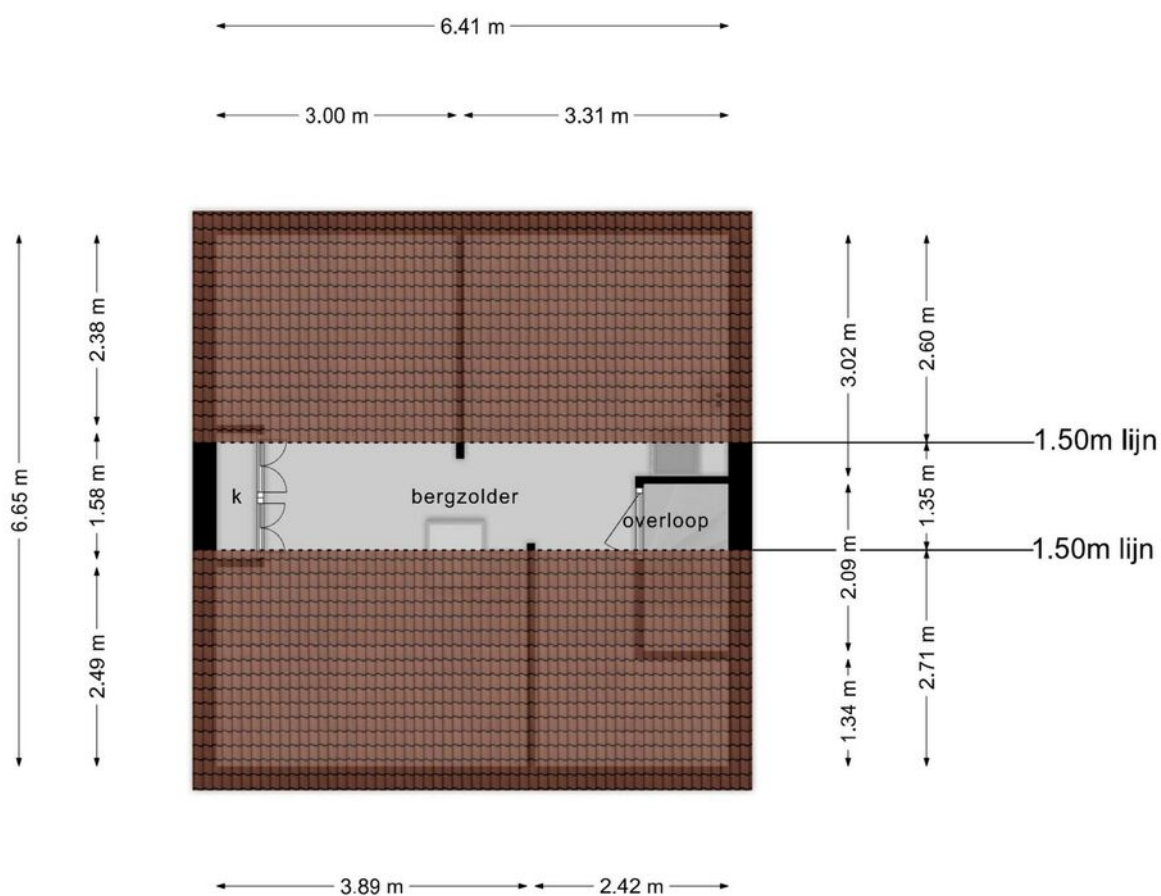 6.41 m
3.00 m
3.31 m
6.65 m
2.38 m
1.58 m
2.49 m
3.02 m
2.09 m
1.34 m
2.60 m
1.35 m
2.71 m
1.50m lijn
k
bergzolder
overloop
1.50m lijn
3.89 m
2.42 m